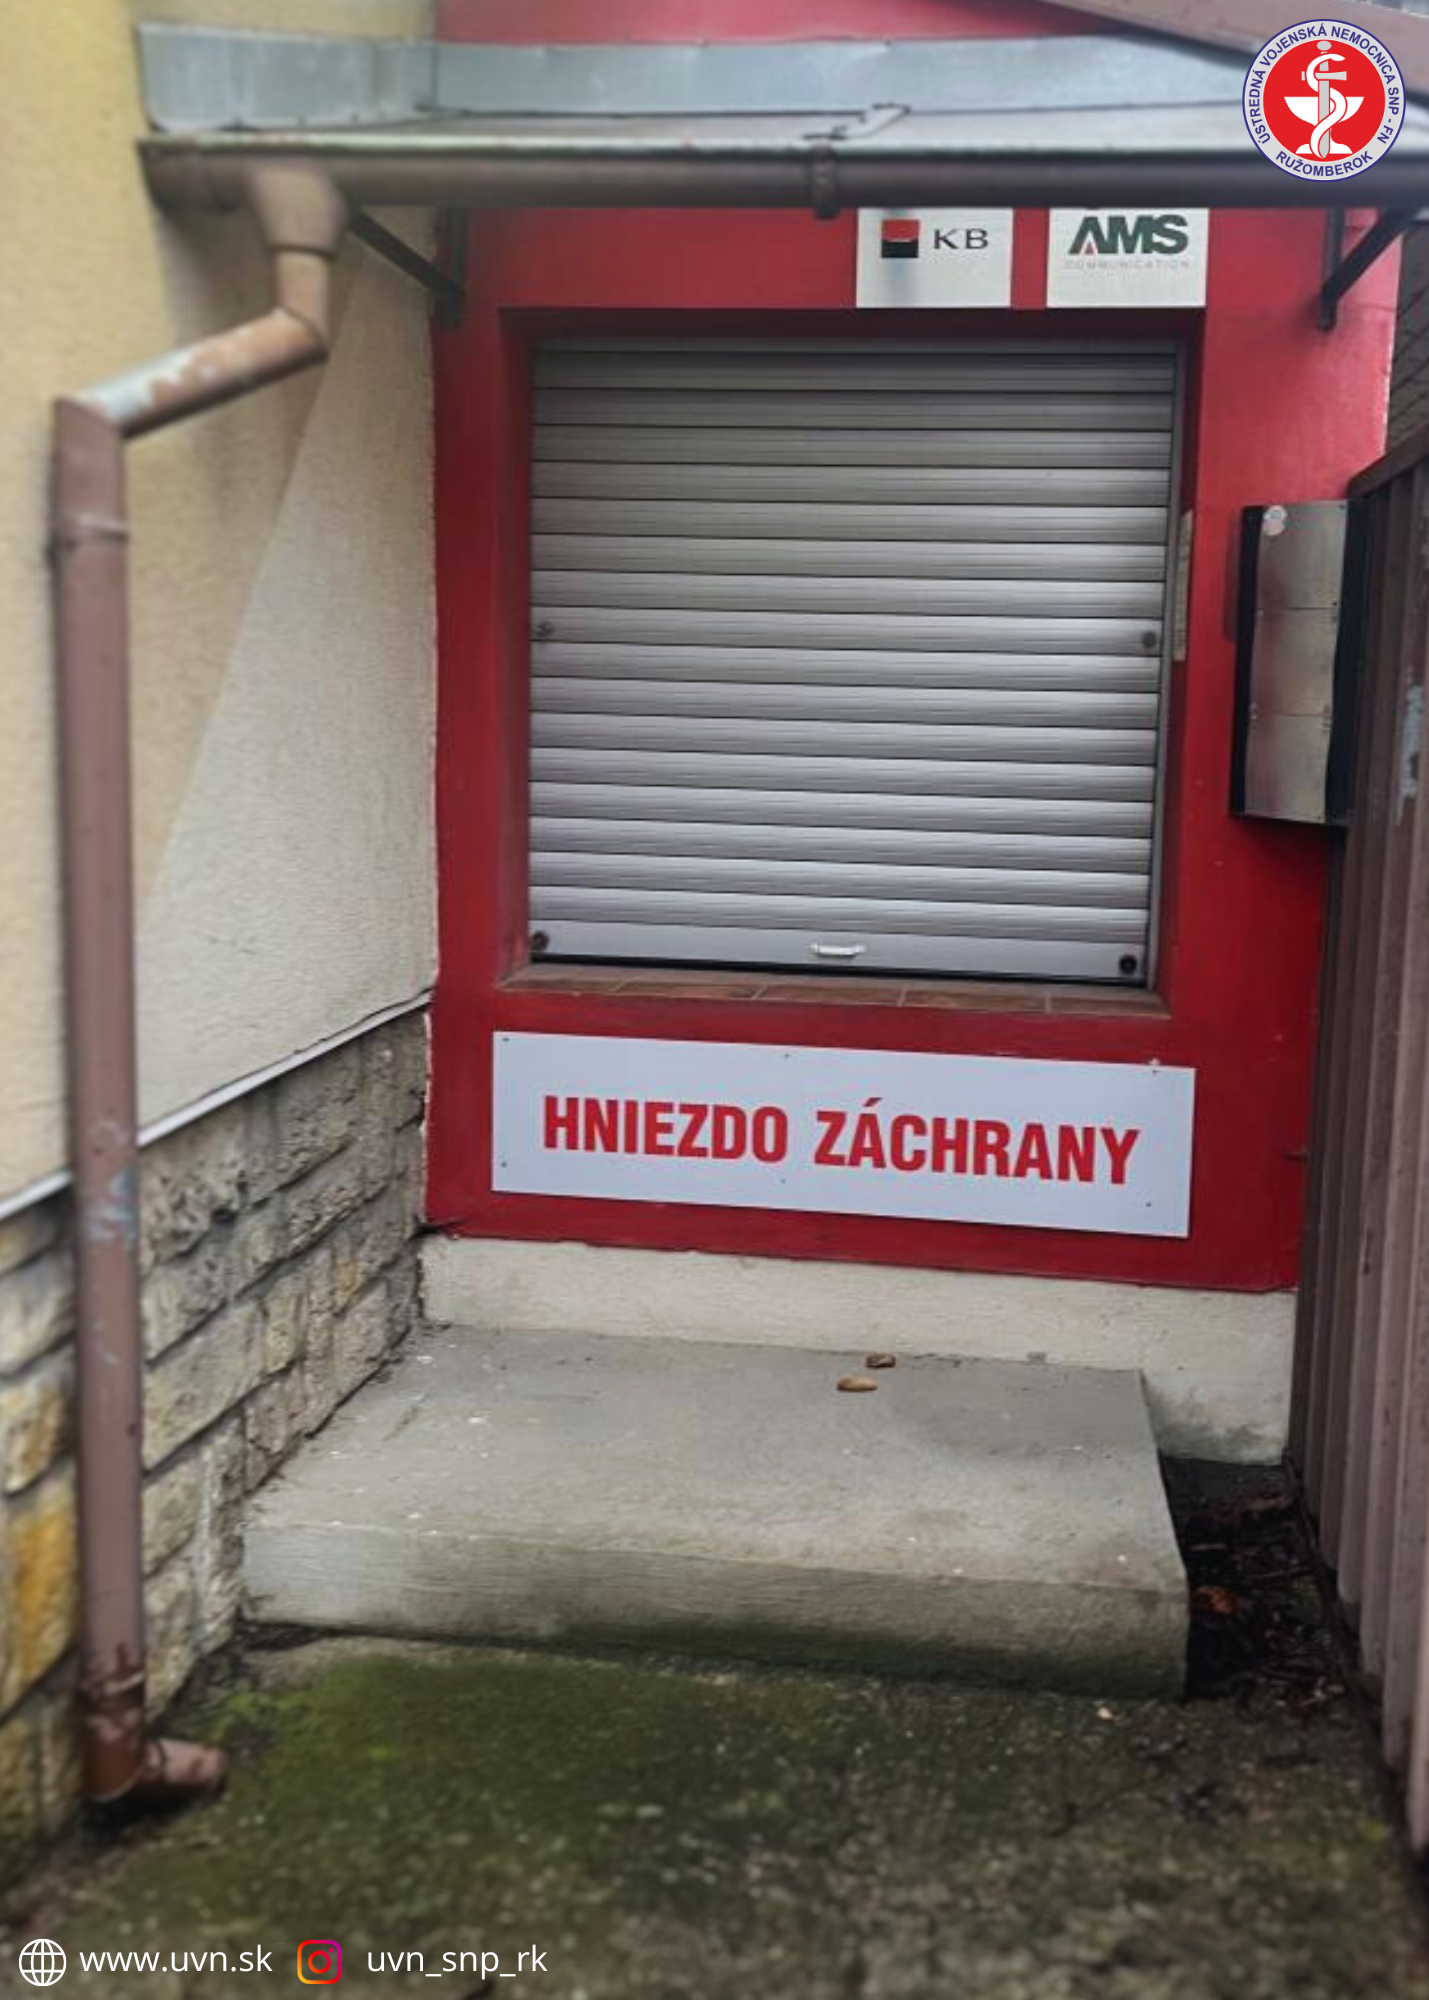 ÚSTREDNÁ VOJENSKÁ NEMOCNICA SNP - FN
RUŽOMBEROK
KB
AMS
COMMUNICATION
HNIEZDO ZÁCHRANY
www.uvn.sk
uvn_snp_rk